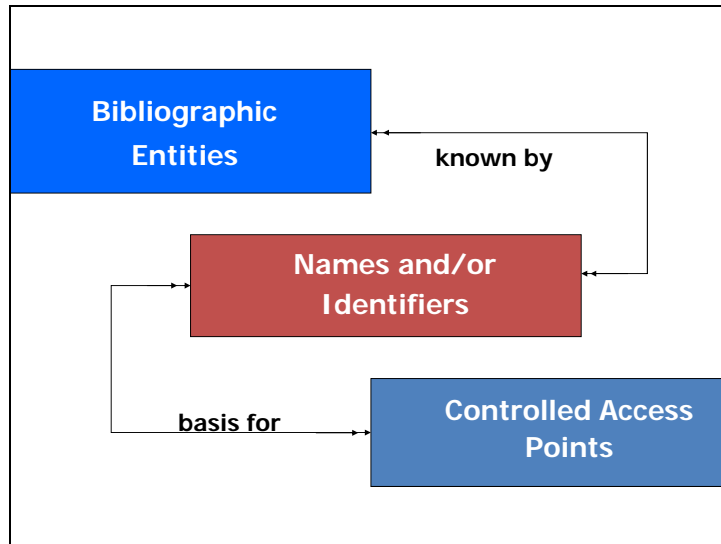 Bibliographic
Entities
known by
Names and/or
Identifiers
basis for
Controlled Access
Points